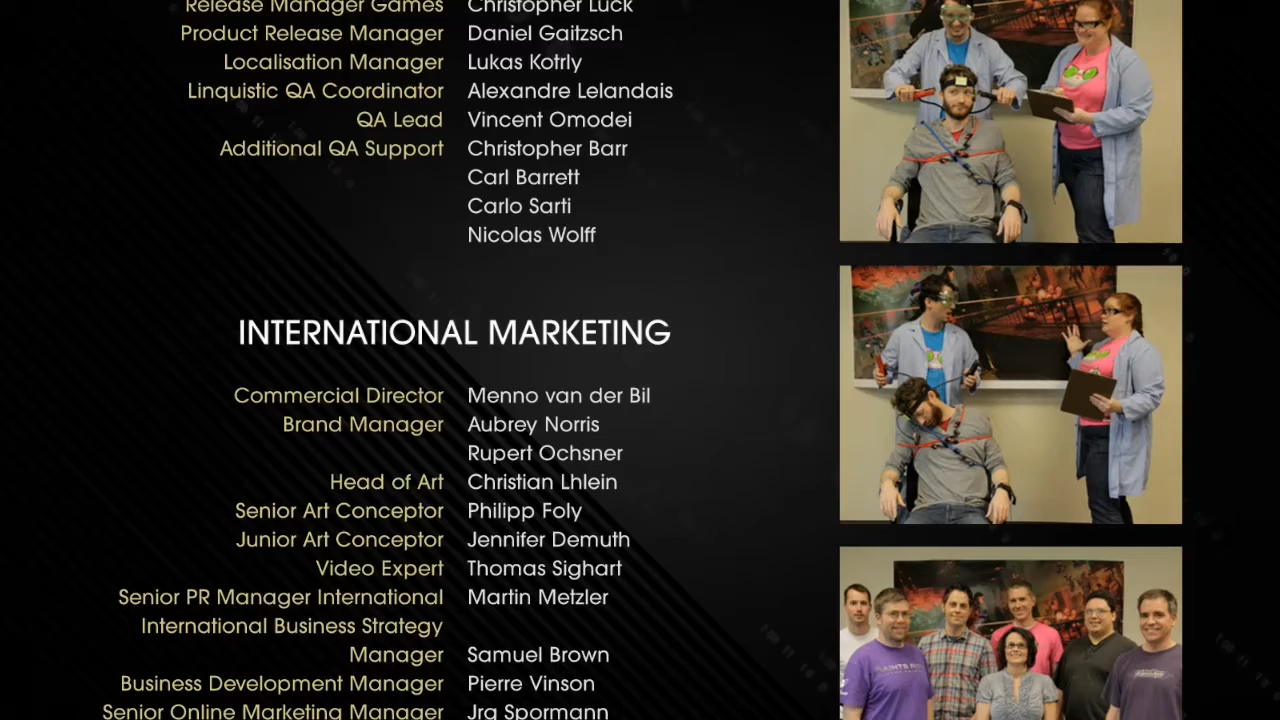 Release Manager Games Christopher Luck
Product Release Manager Daniel Gaitzsch
Localisation Manager Lukas Kotrly
Linquistic QA Coordinator Alexandre Lelandais
QA Lead Vincent Omodei
Additional QA Support Christopher Barr
Carl Barrett
Carlo Sarti
Nicolas Wolff
INTERNATIONAL MARKETING
Commercial Director Menno van der Bil
Brand Manager Aubrey Norris
Rupert Ochsner
Head of Art Christian Lhlein
Senior Art Conceptor Philipp Foly
Junior Art Conceptor Jennifer Demuth
Video Expert Thomas Sighart
Senior PR Manager International Martin Metzler
International Business Strategy
Manager Samuel Brown
Business Development Manager Pierre Vinson
Senior Online Marketing Manager Jrg Spormann